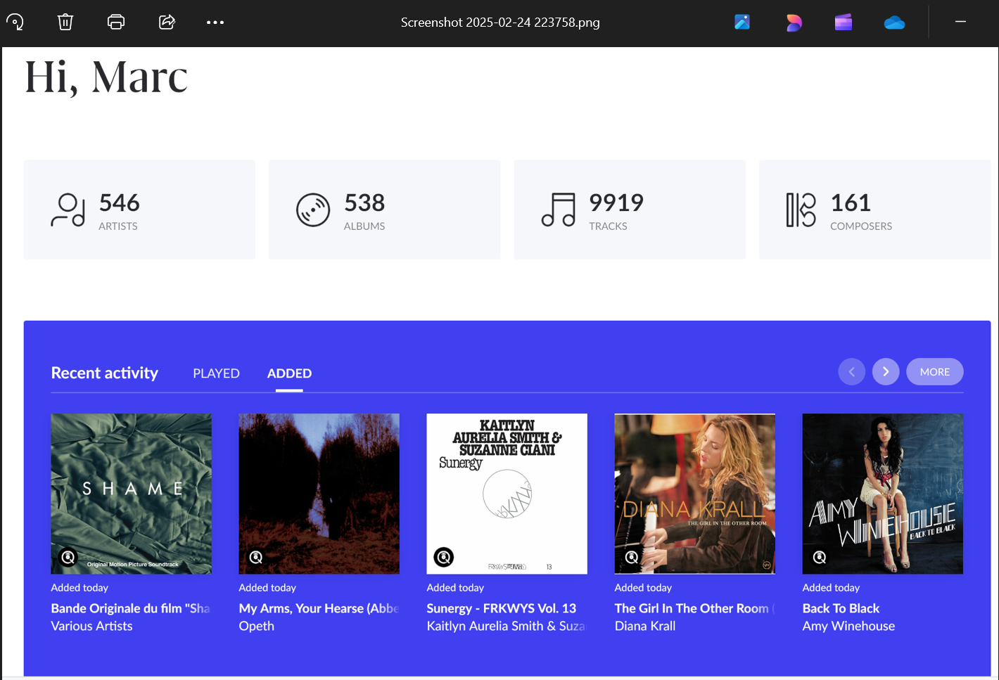 Screenshot 2025-02-24 223758.png
Hi, Marc
546
ARTISTS
538
ALBUMS
9919
TRACKS
161
COMPOSERS
Recent activity
PLAYED
ADDED
MORE
SHAME
Original Motion Picture Soundtrack
KAITLYN
AURELIA SMITH &
SUZANNE CIANI
Sunergy
13
DIANA KRALL
THE GIRL IN THE OTHER ROOM
AMY
WINEHOUSE
BACK TO BLACK
Added today
Bande Originale du film "Sha
Various Artists
Added today
My Arms, Your Hearse (Abbe
Opeth
Added today
Sunergy - FRKWYS Vol. 13
Kaitlyn Aurelia Smith & Suza
Added today
The Girl In The Other Room (
Diana Krall
Added today
Back To Black
Amy Winehouse